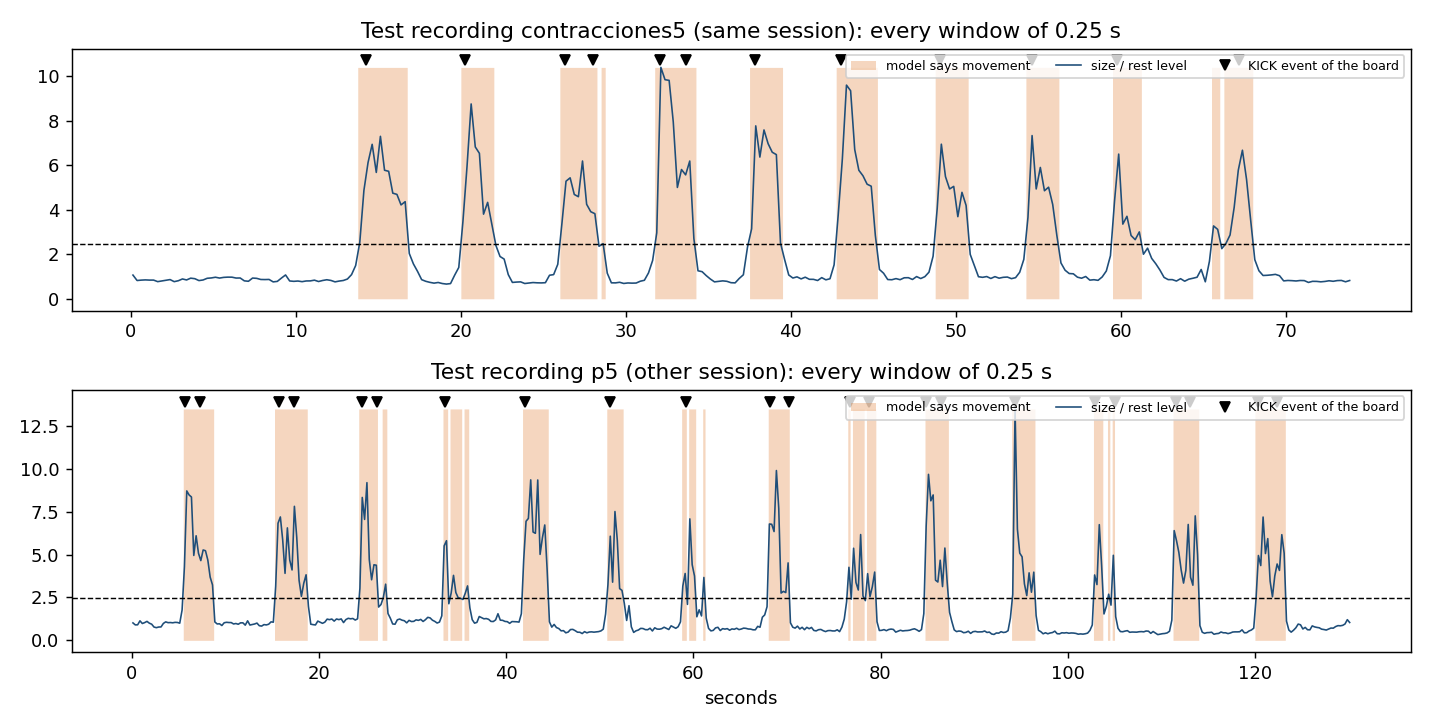 Test recording contracciones5 (same session): every window of 0.25 s
model says movement size / rest level KICK event of the board
10
8
6
4
2
0
0 10 20 30 40 50 60 70
Test recording p5 (other session): every window of 0.25 s
model says movement size / rest level KICK event of the board
12.5
10.0
7.5
5.0
2.5
0.0
0 20 40 60 80 100 120
seconds